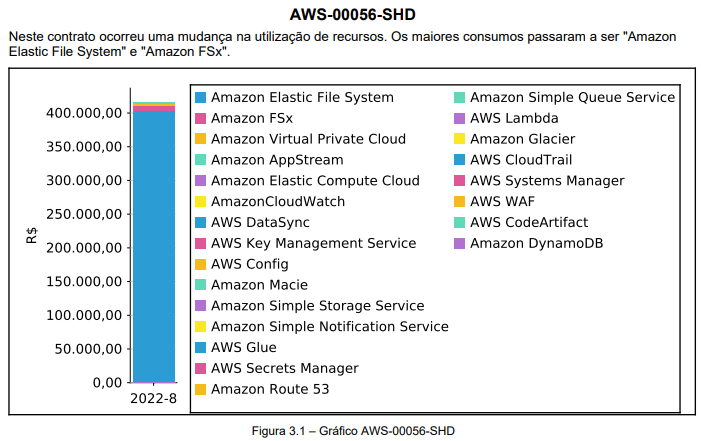 AWS-00056-SHD
Neste contrato ocorreu uma mudança na utilização de recursos. Os maiores consumos passaram a ser "Amazon
Elastic File System" e "Amazon FSx".
400.000,00
350.000,00
300.000,00
250.000,00
200.000,00
150.000,00
100.000,00
50.000,00
0,00
R$
2022-8
Amazon Elastic File System
Amazon FSx
Amazon Virtual Private Cloud
Amazon AppStream
Amazon Elastic Compute Cloud
AmazonCloudWatch
AWS DataSync
AWS Key Management Service
AWS Config
Amazon Macie
Amazon Simple Storage Service
Amazon Simple Notification Service
AWS Glue
AWS Secrets Manager
Amazon Route 53
Amazon Simple Queue Service
AWS Lambda
Amazon Glacier
AWS CloudTrail
AWS Systems Manager
AWS WAF
AWS CodeArtifact
Amazon DynamoDB
Figura 3.1 – Gráfico AWS-00056-SHD